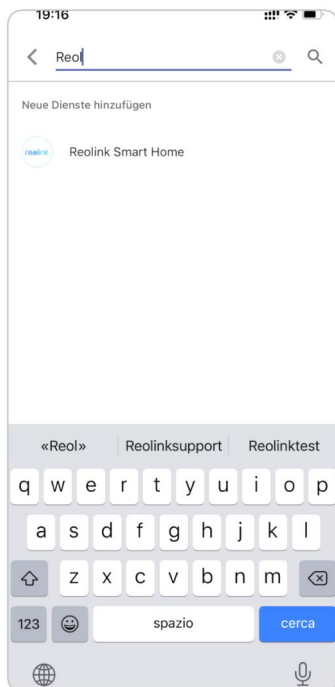 19:16
Reol
Neue Dienste hinzufügen
reolink Reolink Smart Home
«Reol» Reolinksupport Reolinktest
q w e r t y u i o p
a s d f g h j k l
z x c v b n m
123 spazio cerca